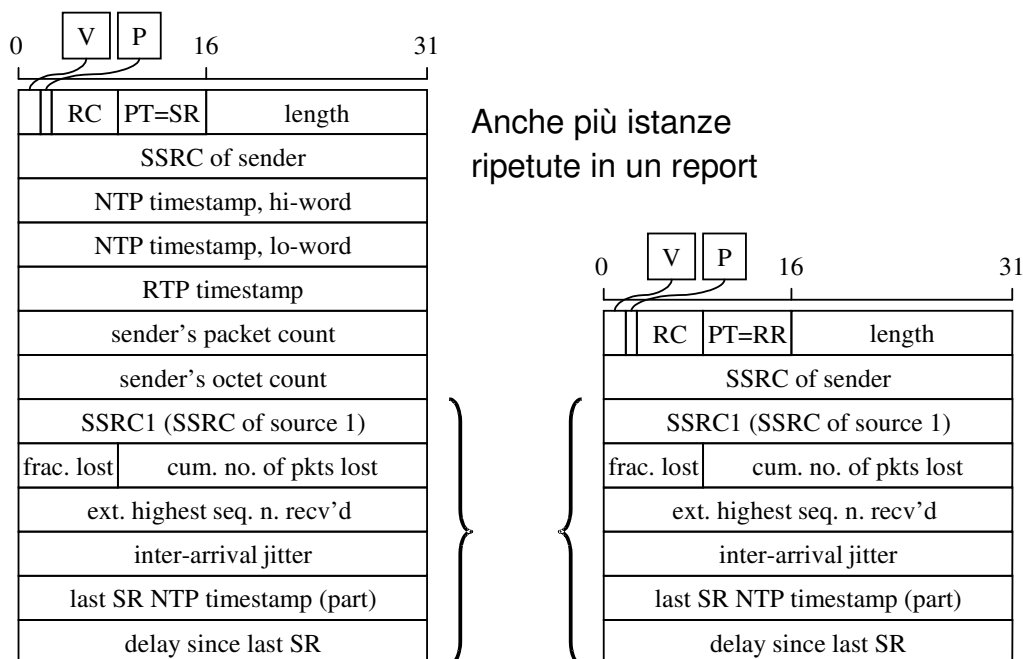 V P
0 16 31
RC PT=SR length
SSRC of sender
NTP timestamp, hi-word
NTP timestamp, lo-word
RTP timestamp
sender's packet count
sender's octet count
SSRC1 (SSRC of source 1)
frac. lost cum. no. of pkts lost
ext. highest seq. n. recv'd
inter-arrival jitter
last SR NTP timestamp (part)
delay since last SR
Anche più istanze
ripetute in un report
V P
0 16 31
RC PT=RR length
SSRC of sender
SSRC1 (SSRC of source 1)
frac. lost cum. no. of pkts lost
ext. highest seq. n. recv'd
inter-arrival jitter
last SR NTP timestamp (part)
delay since last SR